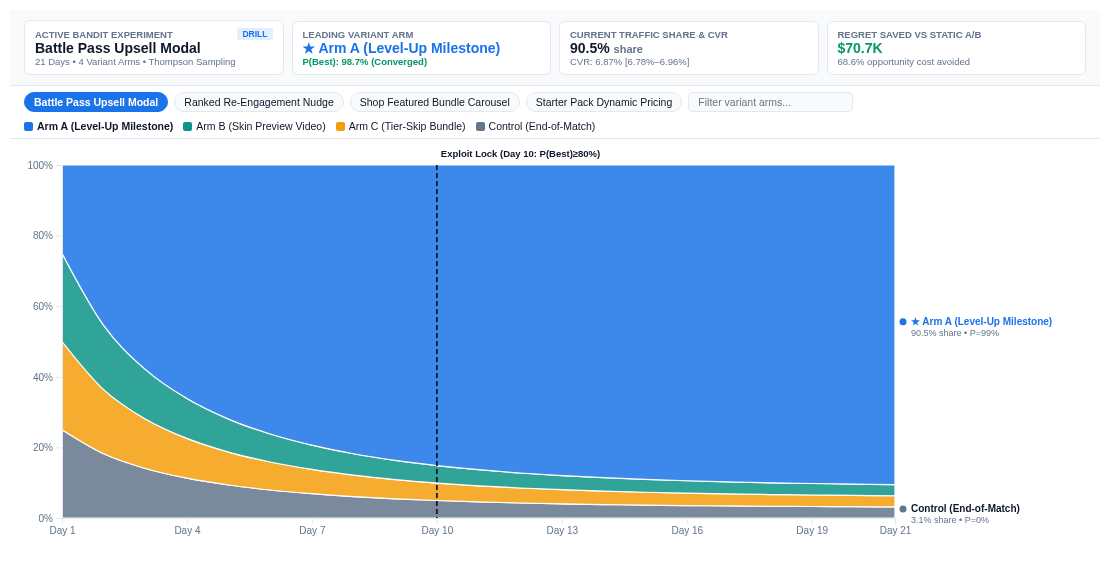 ACTIVE BANDIT EXPERIMENT
DRILL
Battle Pass Upsell Modal
21 Days • 4 Variant Arms • Thompson Sampling
LEADING VARIANT ARM
★ Arm A (Level-Up Milestone)
P(Best): 98.7% (Converged)
CURRENT TRAFFIC SHARE & CVR
90.5% share
CVR: 6.87% [6.78%–6.96%]
REGRET SAVED VS STATIC A/B
$70.7K
68.6% opportunity cost avoided
Battle Pass Upsell Modal
Ranked Re-Engagement Nudge
Shop Featured Bundle Carousel
Starter Pack Dynamic Pricing
Filter variant arms...
Arm A (Level-Up Milestone)
Arm B (Skin Preview Video)
Arm C (Tier-Skip Bundle)
Control (End-of-Match)
Exploit Lock (Day 10: P(Best)≥80%)
100%
80%
60%
40%
20%
0%
★ Arm A (Level-Up Milestone)
90.5% share • P=99%
Control (End-of-Match)
3.1% share • P=0%
Day 1
Day 4
Day 7
Day 10
Day 13
Day 16
Day 19
Day 21